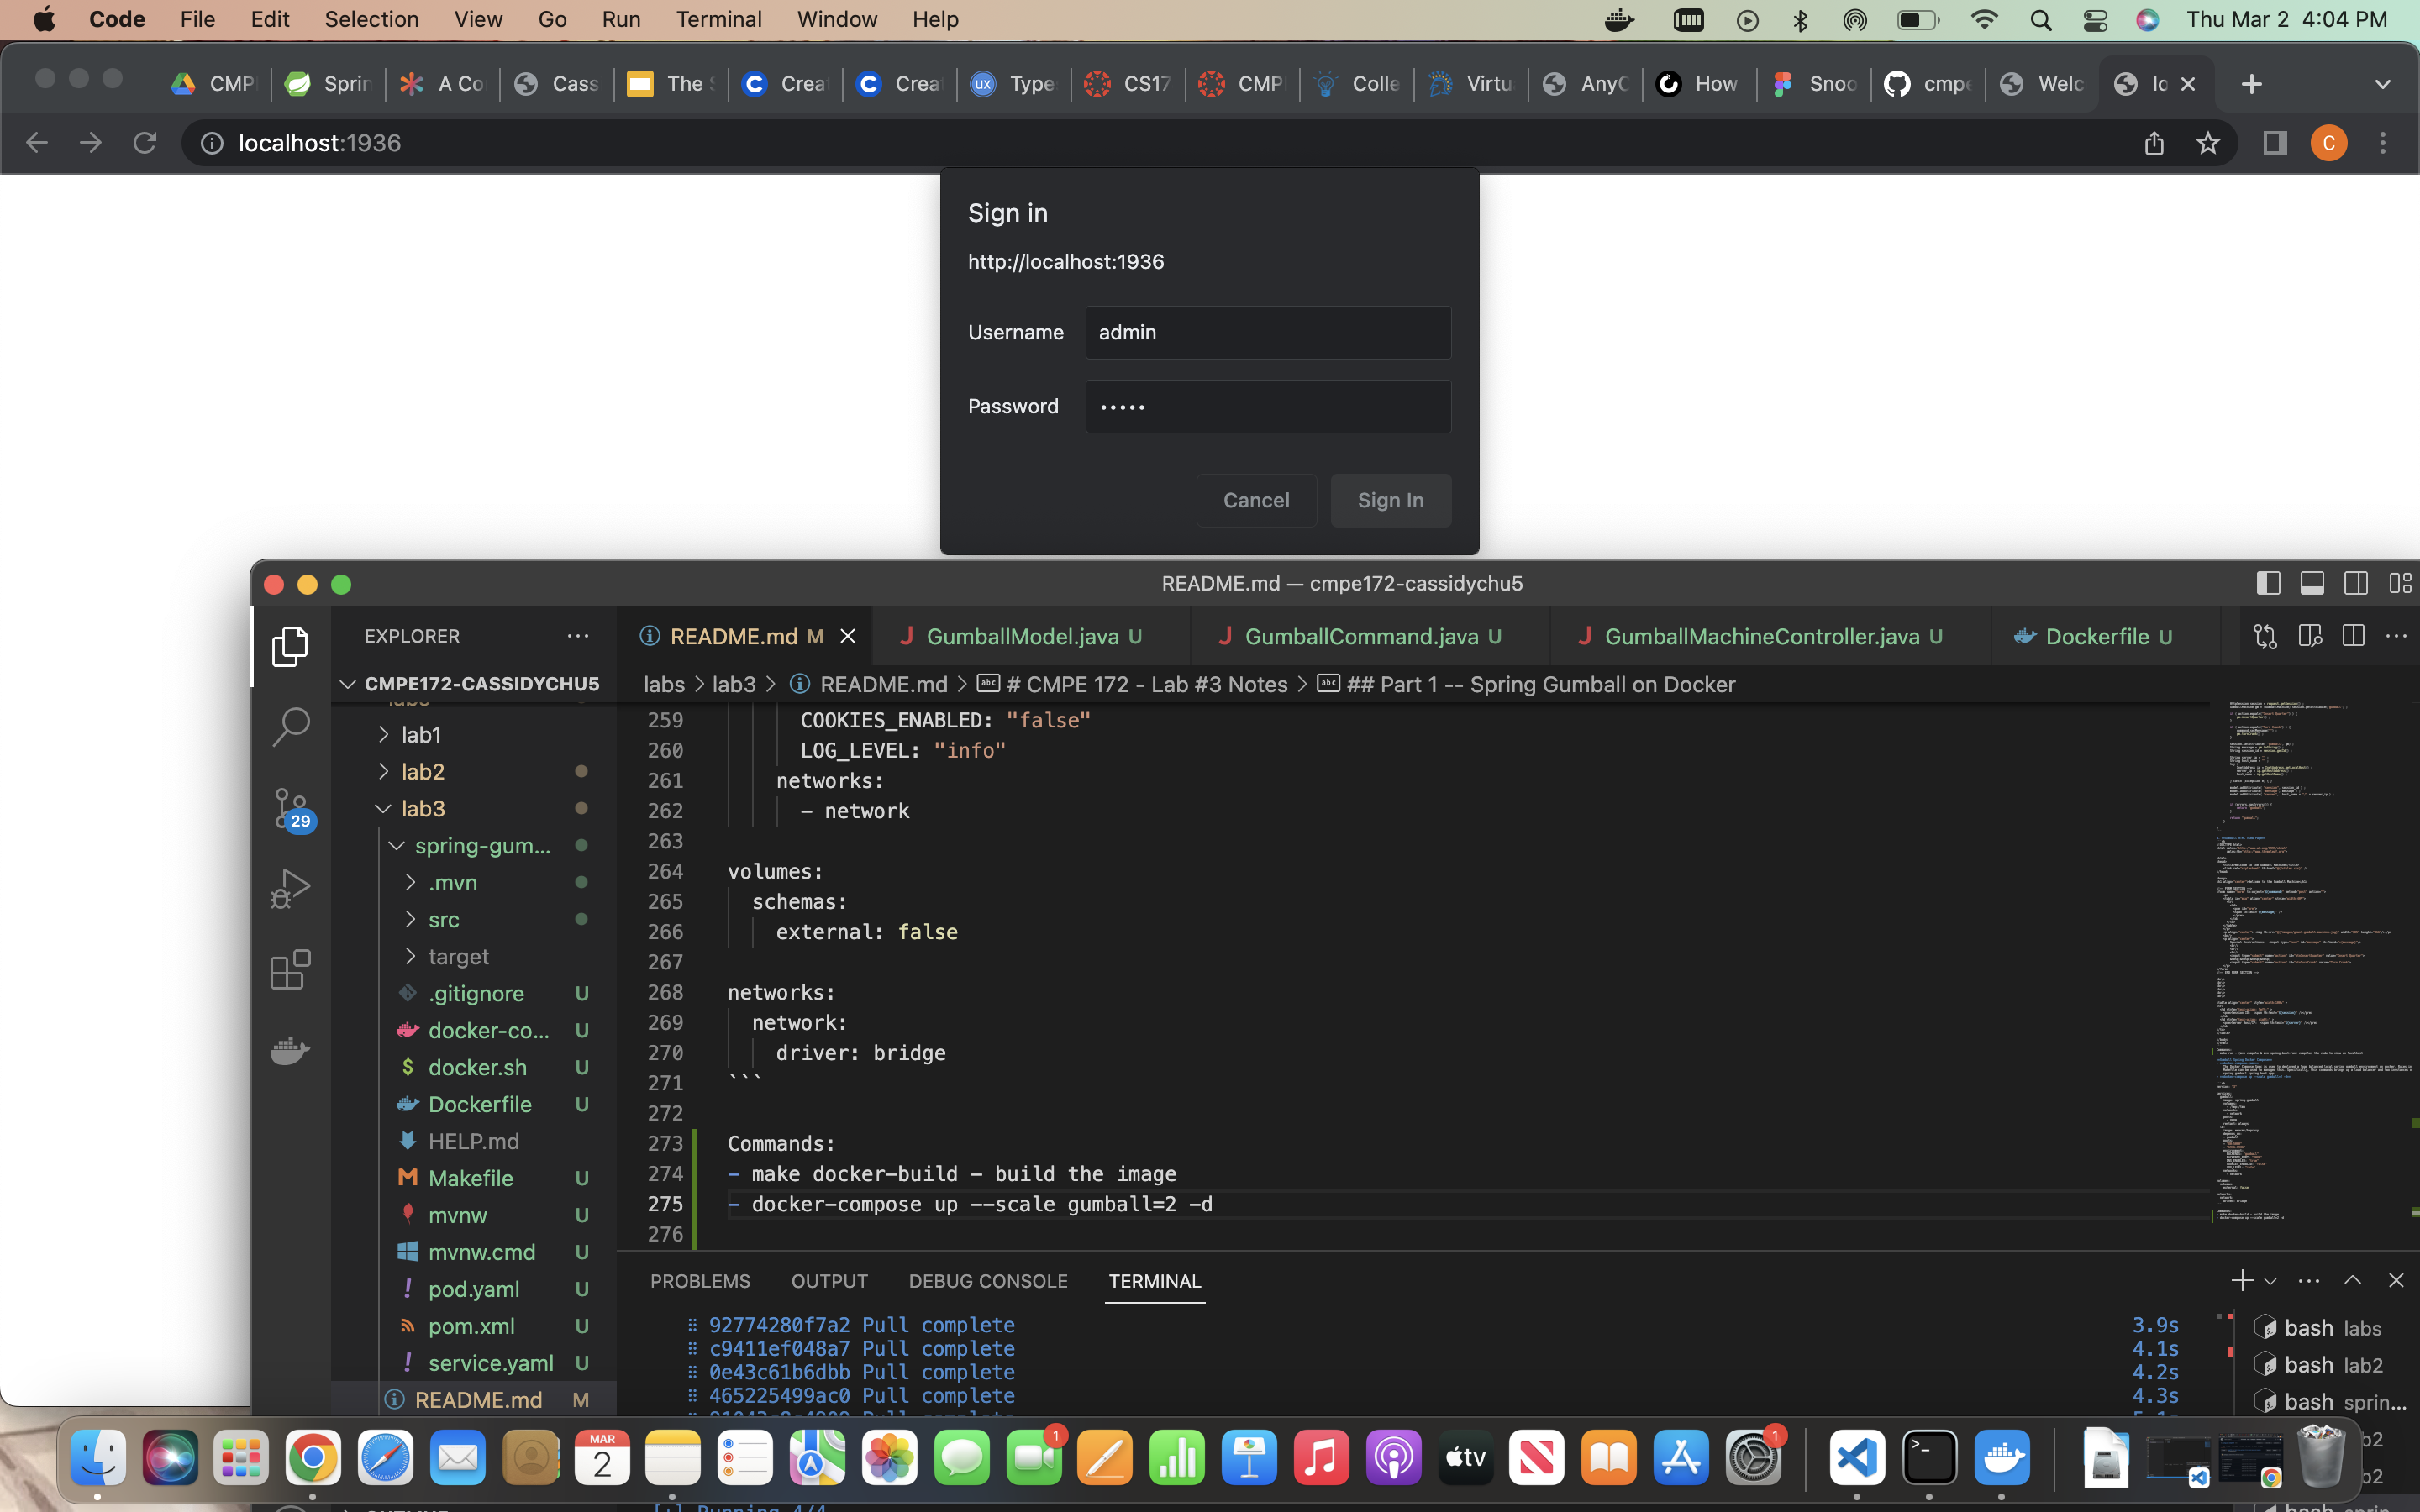 Code File Edit Selection View Go Run Terminal Window Help Thu Mar 2 4:04 PM
CMP Sprin A Co Cass The S Crea Crea Type CS17 CMP Colle Virtu AnyC How Snoo cmpe Welc lo
localhost:1936 C
Sign in
http://localhost:1936
Username admin
Password •••••
Cancel Sign In
README.md — cmpe172-cassidychu5
EXPLORER ···
README.md M GumballModel.java U GumballCommand.java U GumballMachineController.java U Dockerfile U
CMPE172-CASSIDYCHU5
labs > lab3 > README.md > # CMPE 172 - Lab #3 Notes > ## Part 1 -- Spring Gumball on Docker
lab1
lab2
lab3
spring-gum...
.mvn
src
target
.gitignore U
docker-co... U
docker.sh U
Dockerfile U
HELP.md
Makefile U
mvnw U
mvnw.cmd U
pod.yaml U
pom.xml U
service.yaml U
README.md M
29
259 COOKIES_ENABLED: "false"
260 LOG_LEVEL: "info"
261 networks:
262 - network
263
264 volumes:
265 schemas:
266 external: false
267
268 networks:
269 network:
270 driver: bridge
271 ```
272
273 Commands:
274 - make docker-build - build the image
275 - docker-compose up --scale gumball=2 -d
276
PROBLEMS OUTPUT DEBUG CONSOLE TERMINAL
92774280f7a2 Pull complete 3.9s
c9411ef048a7 Pull complete 4.1s
0e43c61b6dbb Pull complete 4.2s
465225499ac0 Pull complete 4.3s
bash labs
bash lab2
bash sprin...
MAR
2
1
tv
1